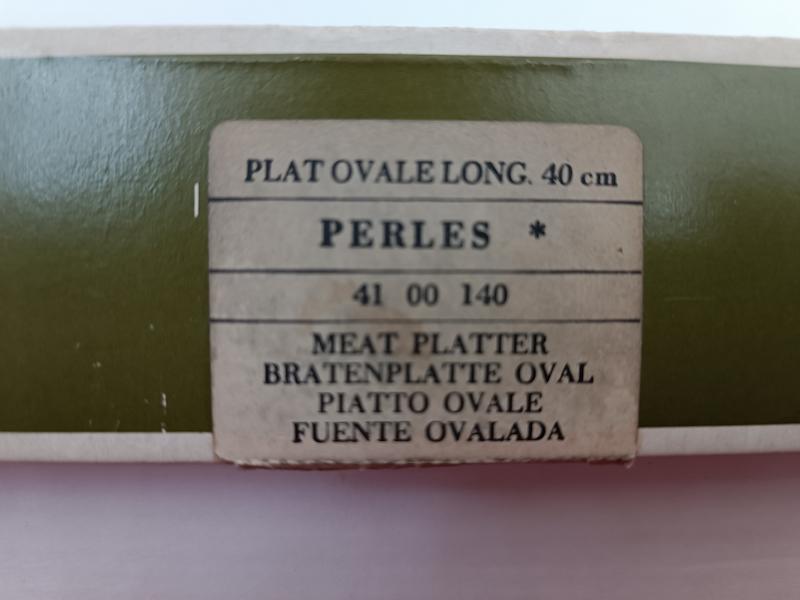 PLAT OVALE LONG. 40 cm
PERLES *
41 00 140
MEAT PLATTER
BRATENPLATTE OVAL
PIATTO OVALE
FUENTE OVALADA